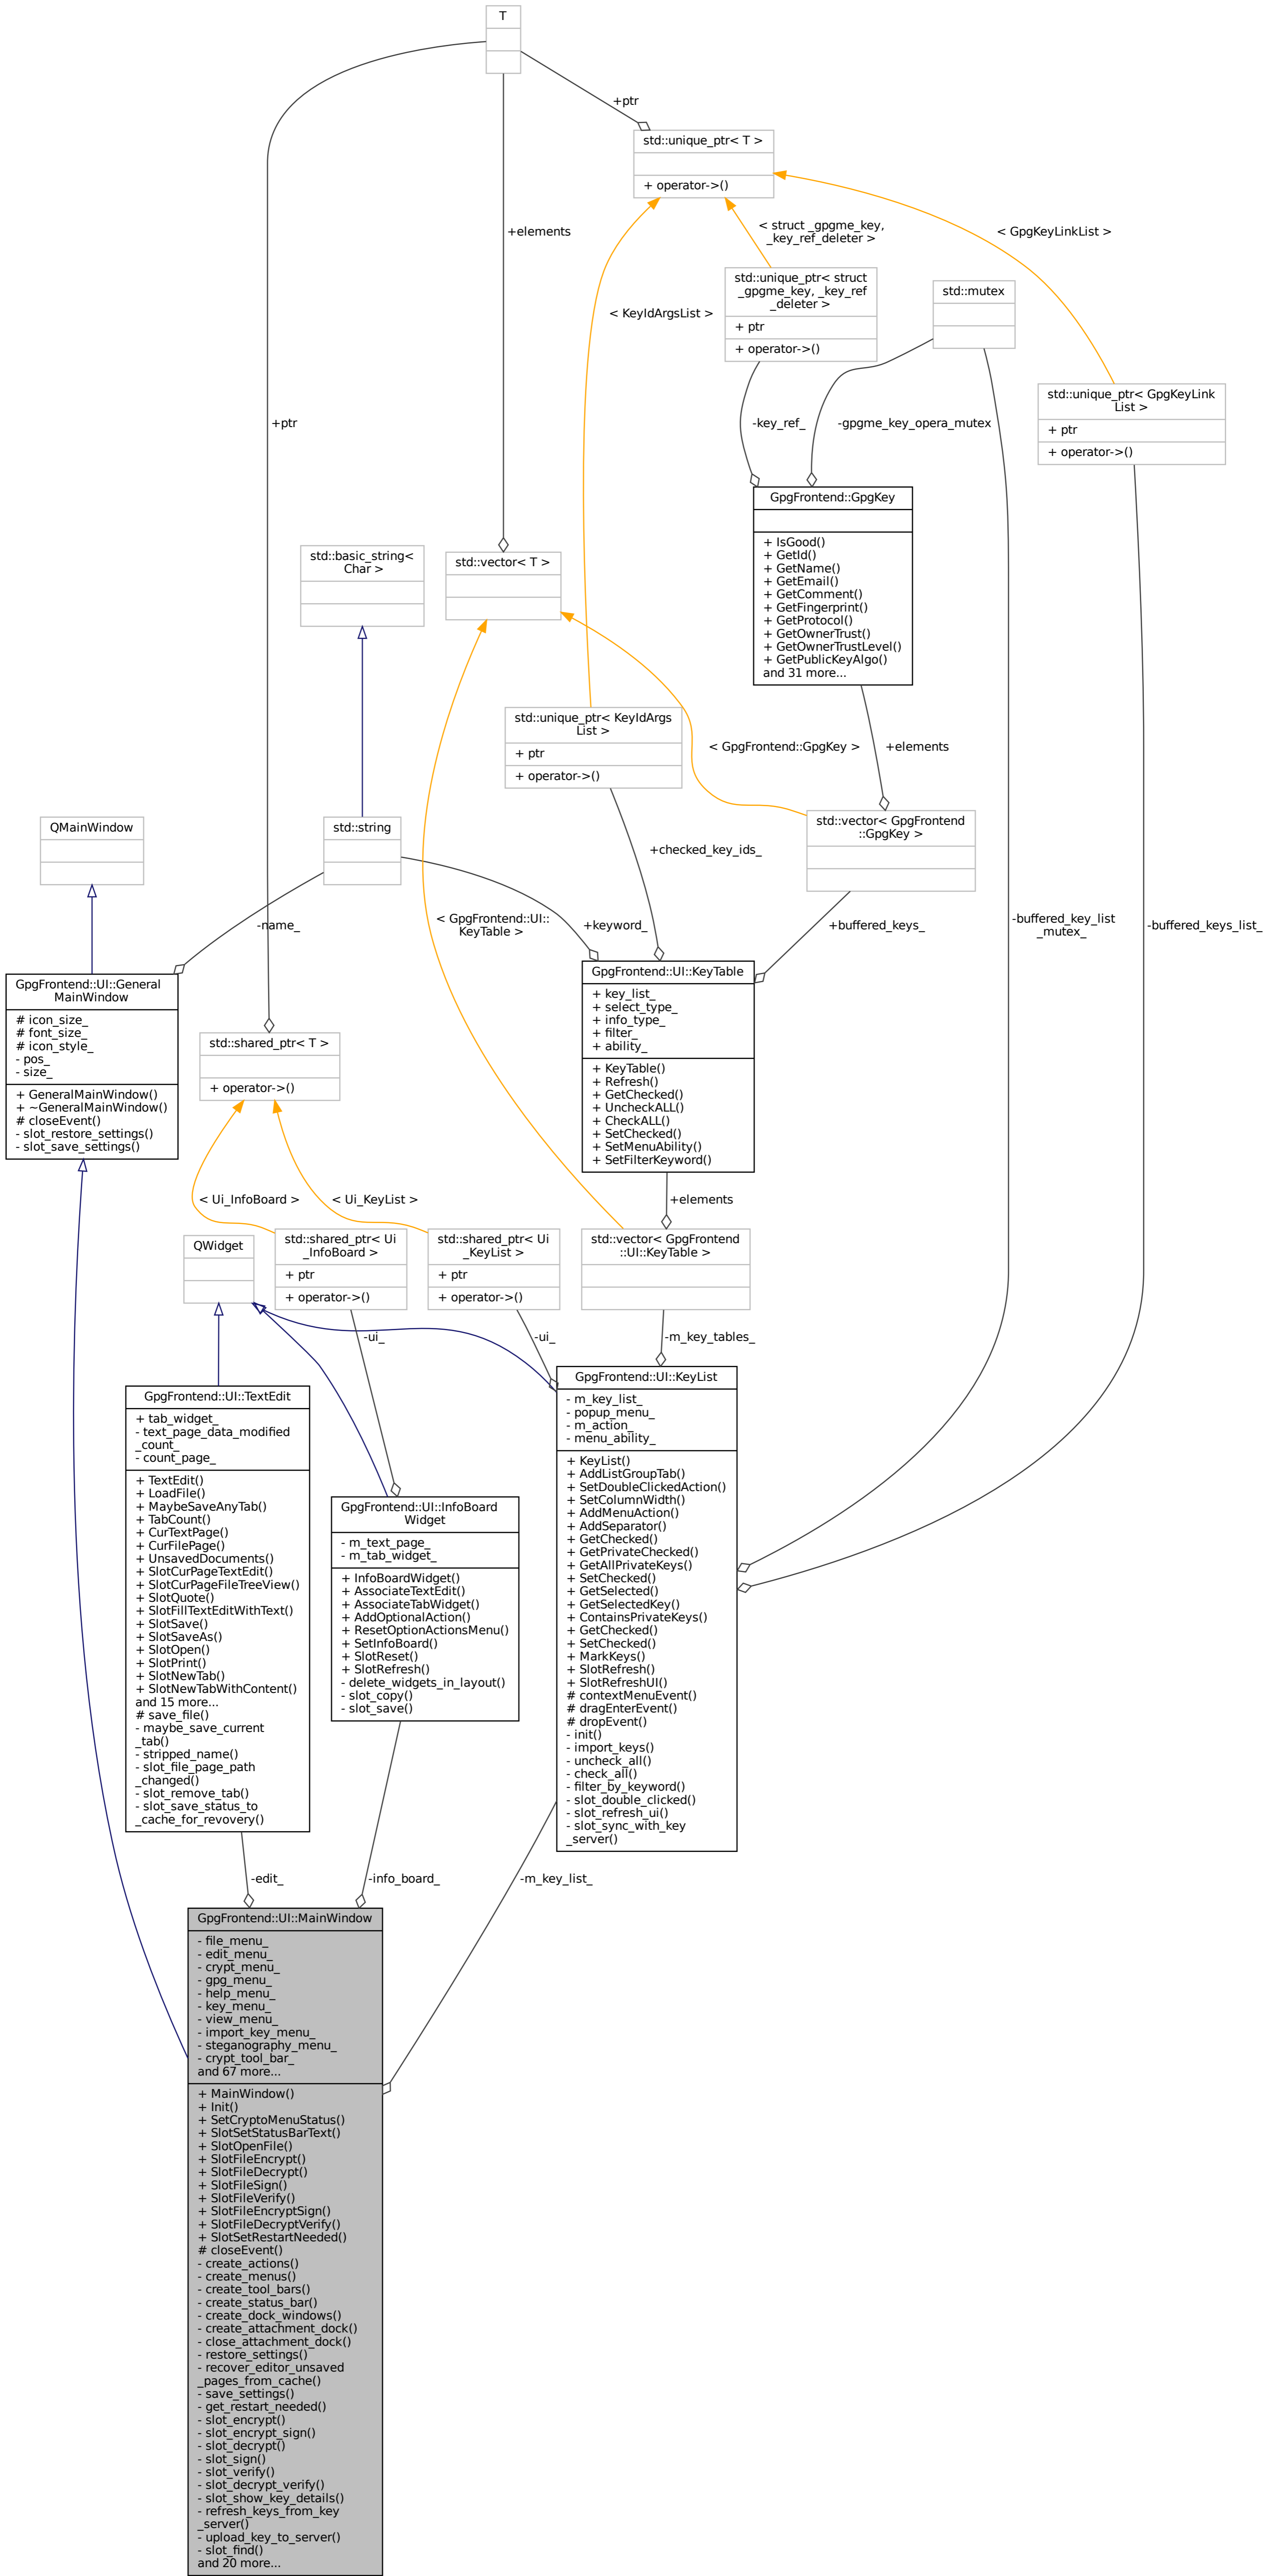 T
+ptr
std::unique_ptr< T >
+ operator->()
+elements
< struct _gpgme_key,
_key_ref_deleter >
< GpgKeyLinkList >
std::unique_ptr< struct
_gpgme_key, _key_ref
_deleter >
+ ptr
+ operator->()
std::mutex
< KeyIdArgsList >
std::unique_ptr< GpgKeyLink
List >
+ ptr
+ operator->()
+ptr
-key_ref_
-gpgme_key_opera_mutex
GpgFrontend::GpgKey
+ IsGood()
+ GetId()
+ GetName()
+ GetEmail()
+ GetComment()
+ GetFingerprint()
+ GetProtocol()
+ GetOwnerTrust()
+ GetOwnerTrustLevel()
+ GetPublicKeyAlgo()
and 31 more...
std::basic_string<
Char >
std::vector< T >
std::unique_ptr< KeyIdArgs
List >
+ ptr
+ operator->()
< GpgFrontend::GpgKey >
+elements
QMainWindow
std::string
std::vector< GpgFrontend
::GpgKey >
+checked_key_ids_
-name_
< GpgFrontend::UI::
KeyTable >
+keyword_
+buffered_keys_
-buffered_key_list
_mutex_
-buffered_keys_list_
GpgFrontend::UI::General
MainWindow
# icon_size_
# font_size_
# icon_style_
- pos_
- size_
+ GeneralMainWindow()
+ ~GeneralMainWindow()
# closeEvent()
- slot_restore_settings()
- slot_save_settings()
std::shared_ptr< T >
+ operator->()
GpgFrontend::UI::KeyTable
+ key_list_
+ select_type_
+ info_type_
+ filter_
+ ability_
+ KeyTable()
+ Refresh()
+ GetChecked()
+ UncheckALL()
+ CheckALL()
+ SetChecked()
+ SetMenuAbility()
+ SetFilterKeyword()
< Ui_InfoBoard >
< Ui_KeyList >
+elements
QWidget
std::shared_ptr< Ui
_InfoBoard >
+ ptr
+ operator->()
std::shared_ptr< Ui
_KeyList >
+ ptr
+ operator->()
std::vector< GpgFrontend
::UI::KeyTable >
-ui_
-ui_
-m_key_tables_
GpgFrontend::UI::TextEdit
+ tab_widget_
- text_page_data_modified
_count_
- count_page_
+ TextEdit()
+ LoadFile()
+ MaybeSaveAnyTab()
+ TabCount()
+ CurTextPage()
+ CurFilePage()
+ UnsavedDocuments()
+ SlotCurPageTextEdit()
+ SlotCurPageFileTreeView()
+ SlotQuote()
+ SlotFillTextEditWithText()
+ SlotSave()
+ SlotSaveAs()
+ SlotOpen()
+ SlotPrint()
+ SlotNewTab()
+ SlotNewTabWithContent()
and 15 more...
# save_file()
- maybe_save_current
_tab()
- stripped_name()
- slot_file_page_path
_changed()
- slot_remove_tab()
- slot_save_status_to
_cache_for_revovery()
GpgFrontend::UI::InfoBoard
Widget
- m_text_page_
- m_tab_widget_
+ InfoBoardWidget()
+ AssociateTextEdit()
+ AssociateTabWidget()
+ AddOptionalAction()
+ ResetOptionActionsMenu()
+ SetInfoBoard()
+ SlotReset()
+ SlotRefresh()
- delete_widgets_in_layout()
- slot_copy()
- slot_save()
GpgFrontend::UI::KeyList
- m_key_list_
- popup_menu_
- m_action_
- menu_ability_
+ KeyList()
+ AddListGroupTab()
+ SetDoubleClickedAction()
+ SetColumnWidth()
+ AddMenuAction()
+ AddSeparator()
+ GetChecked()
+ GetPrivateChecked()
+ GetAllPrivateKeys()
+ SetChecked()
+ GetSelected()
+ GetSelectedKey()
+ ContainsPrivateKeys()
+ GetChecked()
+ SetChecked()
+ MarkKeys()
+ SlotRefresh()
+ SlotRefreshUI()
# contextMenuEvent()
# dragEnterEvent()
# dropEvent()
- init()
- import_keys()
- uncheck_all()
- check_all()
- filter_by_keyword()
- slot_double_clicked()
- slot_refresh_ui()
- slot_sync_with_key
_server()
-edit_
-info_board_
-m_key_list_
GpgFrontend::UI::MainWindow
- file_menu_
- edit_menu_
- crypt_menu_
- gpg_menu_
- help_menu_
- key_menu_
- view_menu_
- import_key_menu_
- steganography_menu_
- crypt_tool_bar_
and 67 more...
+ MainWindow()
+ Init()
+ SetCryptoMenuStatus()
+ SlotSetStatusBarText()
+ SlotOpenFile()
+ SlotFileEncrypt()
+ SlotFileDecrypt()
+ SlotFileSign()
+ SlotFileVerify()
+ SlotFileEncryptSign()
+ SlotFileDecryptVerify()
+ SlotSetRestartNeeded()
# closeEvent()
- create_actions()
- create_menus()
- create_tool_bars()
- create_status_bar()
- create_dock_windows()
- create_attachment_dock()
- close_attachment_dock()
- restore_settings()
- recover_editor_unsaved
_pages_from_cache()
- save_settings()
- get_restart_needed()
- slot_encrypt()
- slot_encrypt_sign()
- slot_decrypt()
- slot_sign()
- slot_verify()
- slot_decrypt_verify()
- slot_show_key_details()
- refresh_keys_from_key
_server()
- upload_key_to_server()
- slot_find()
and 20 more...